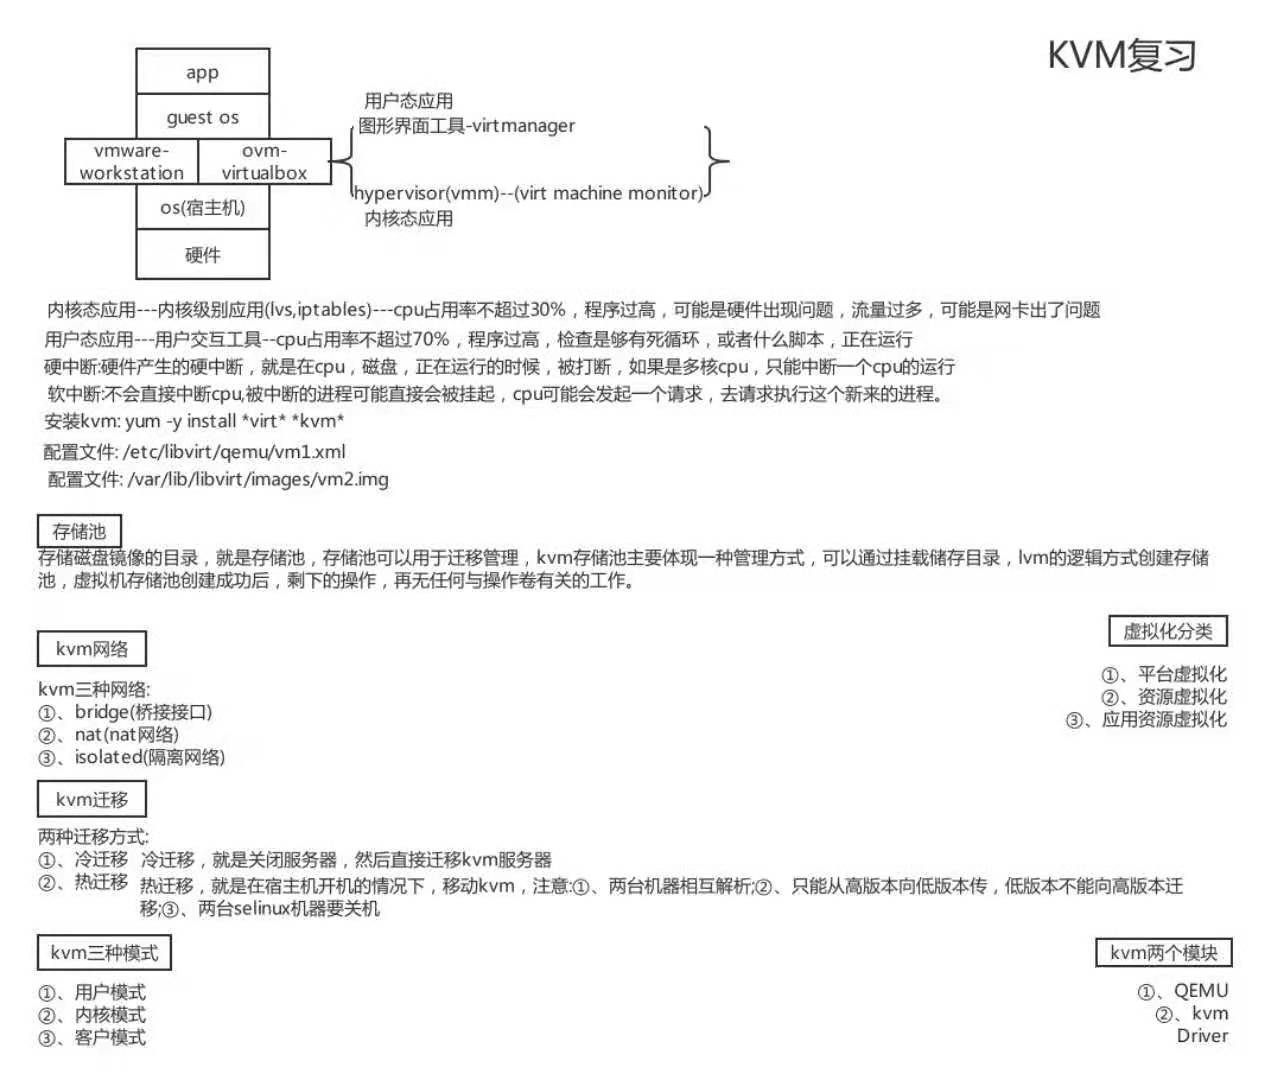 KVM复习
app
guest os
vmware-
workstation
ovm-
virtualbox
os(宿主机)
硬件
用户态应用
图形界面工具-virtmanager
hypervisor(vmm)--(virt machine monitor)
内核态应用
内核态应用---内核级别应用(lvs,iptables)---cpu占用率不超过30%，程序过高，可能是硬件出现问题，流量过多，可能是网卡出了问题
用户态应用---用户交互工具--cpu占用率不超过70%，程序过高，检查是够有死循环，或者什么脚本，正在运行
硬中断:硬件产生的硬中断，就是在cpu，磁盘，正在运行的时候，被打断，如果是多核cpu，只能中断一个cpu的运行
软中断:不会直接中断cpu,被中断的进程可能直接会被挂起，cpu可能会发起一个请求，去请求执行这个新来的进程。
安装kvm: yum -y install *virt* *kvm*
配置文件: /etc/libvirt/qemu/vm1.xml
配置文件: /var/lib/libvirt/images/vm2.img
存储池
存储磁盘镜像的目录，就是存储池，存储池可以用于迁移管理，kvm存储池主要体现一种管理方式，可以通过挂载储存目录，lvm的逻辑方式创建存储
池，虚拟机存储池创建成功后，剩下的操作，再无任何与操作卷有关的工作。
kvm网络
kvm三种网络:
①、bridge(桥接接口)
②、nat(nat网络)
③、isolated(隔离网络)
虚拟化分类
①、平台虚拟化
②、资源虚拟化
③、应用资源虚拟化
kvm迁移
两种迁移方式:
①、冷迁移 冷迁移，就是关闭服务器，然后直接迁移kvm服务器
②、热迁移 热迁移，就是在宿主机开机的情况下，移动kvm，注意:①、两台机器相互解析;②、只能从高版本向低版本传，低版本不能向高版本迁
移;③、两台selinux机器要关机
kvm三种模式
①、用户模式
②、内核模式
③、客户模式
kvm两个模块
①、QEMU
②、kvm
Driver